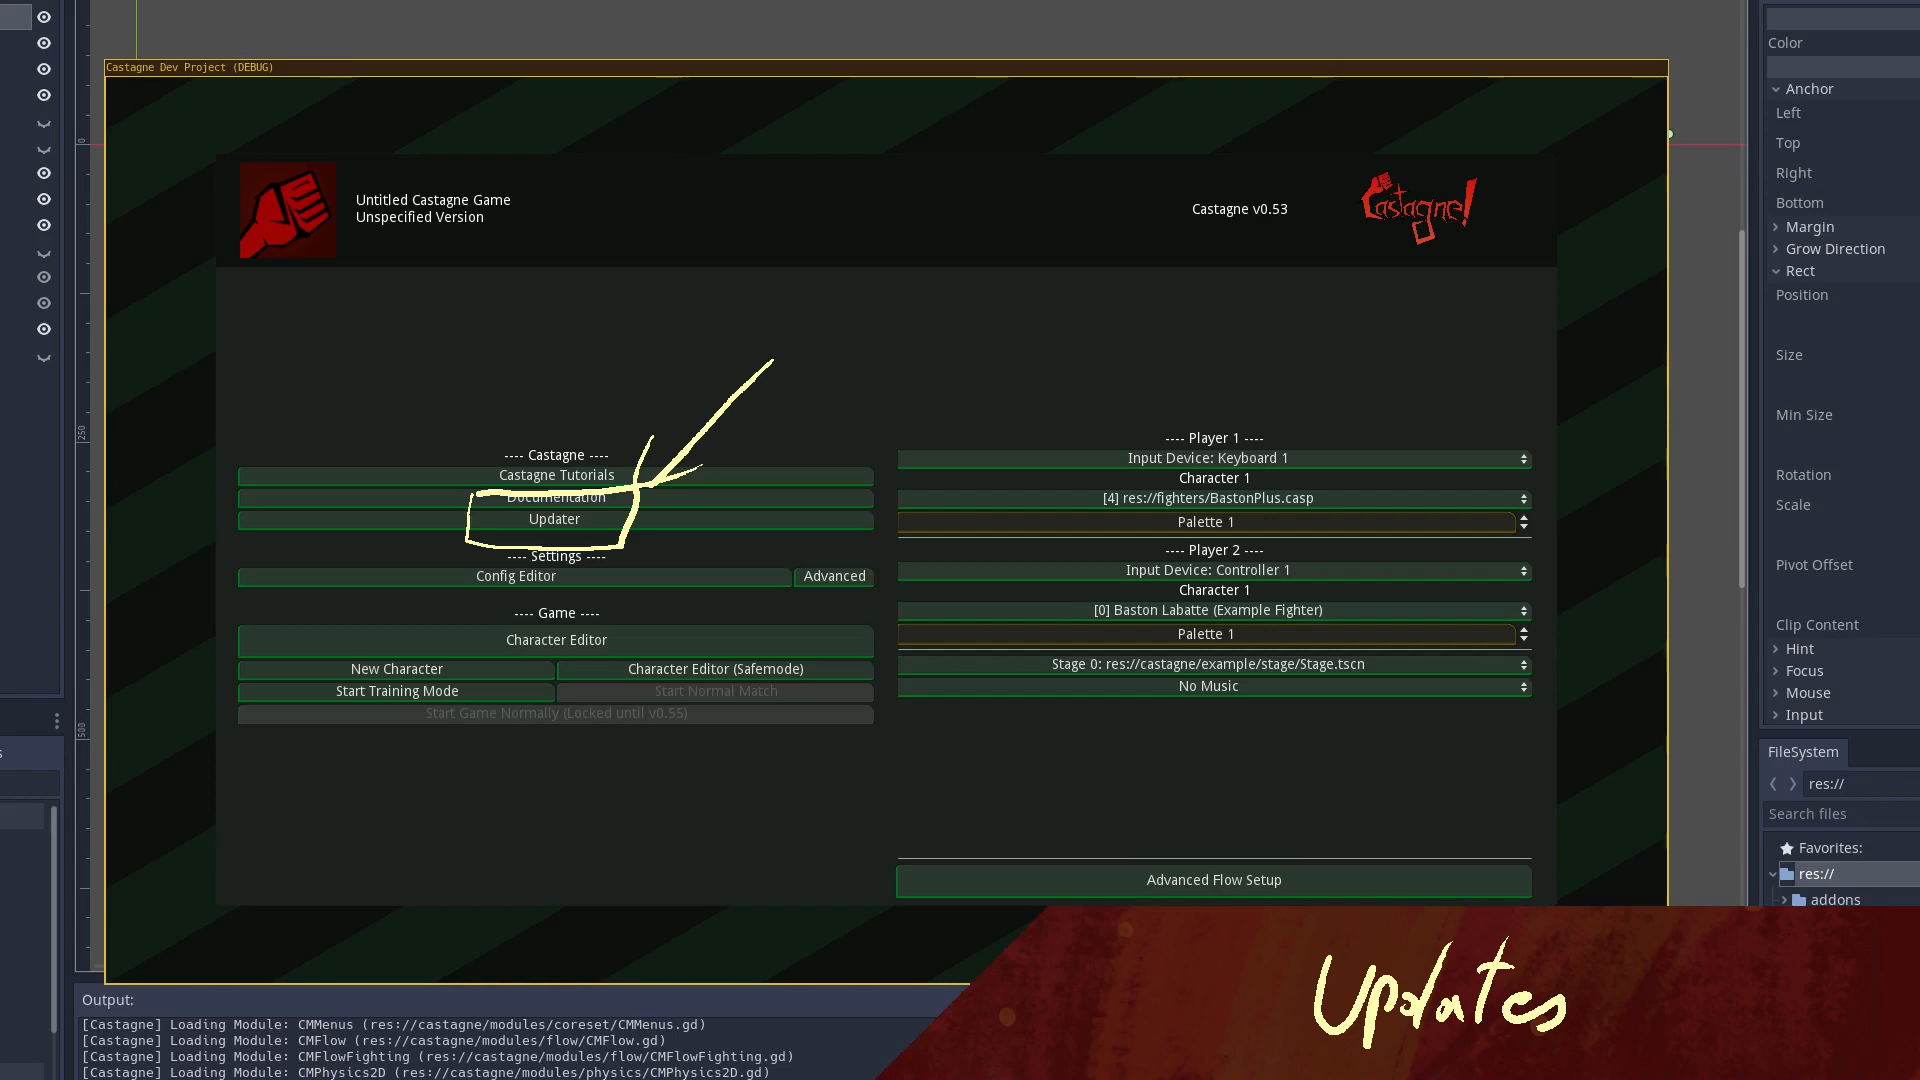 Castagne Dev Project (DEBUG)
Untitled Castagne Game
Unspecified Version
Castagne v0.53
Castagne!
---- Castagne ----
Castagne Tutorials
Documentation
Updater
---- Settings ----
Config Editor
Advanced
---- Game ----
Character Editor
New Character
Character Editor (Safemode)
Start Training Mode
Start Normal Match
Start Game Normally (Locked until v0.55)
---- Player 1 ----
Input Device: Keyboard 1
Character 1
[4] res://fighters/BastonPlus.casp
Palette 1
---- Player 2 ----
Input Device: Controller 1
Character 1
[0] Baston Labatte (Example Fighter)
Palette 1
Stage 0: res://castagne/example/stage/Stage.tscn
No Music
Advanced Flow Setup
0
250
500
Color
Anchor
Left
Top
Right
Bottom
Margin
Grow Direction
Rect
Position
Size
Min Size
Rotation
Scale
Pivot Offset
Clip Content
Hint
Focus
Mouse
Input
FileSystem
res://
Search files
Favorites:
res://
addons
Output:
[Castagne] Loading Module: CMMenus (res://castagne/modules/coreset/CMMenus.gd)
[Castagne] Loading Module: CMFlow (res://castagne/modules/flow/CMFlow.gd)
[Castagne] Loading Module: CMFlowFighting (res://castagne/modules/flow/CMFlowFighting.gd)
[Castagne] Loading Module: CMPhysics2D (res://castagne/modules/physics/CMPhysics2D.gd)
Updates